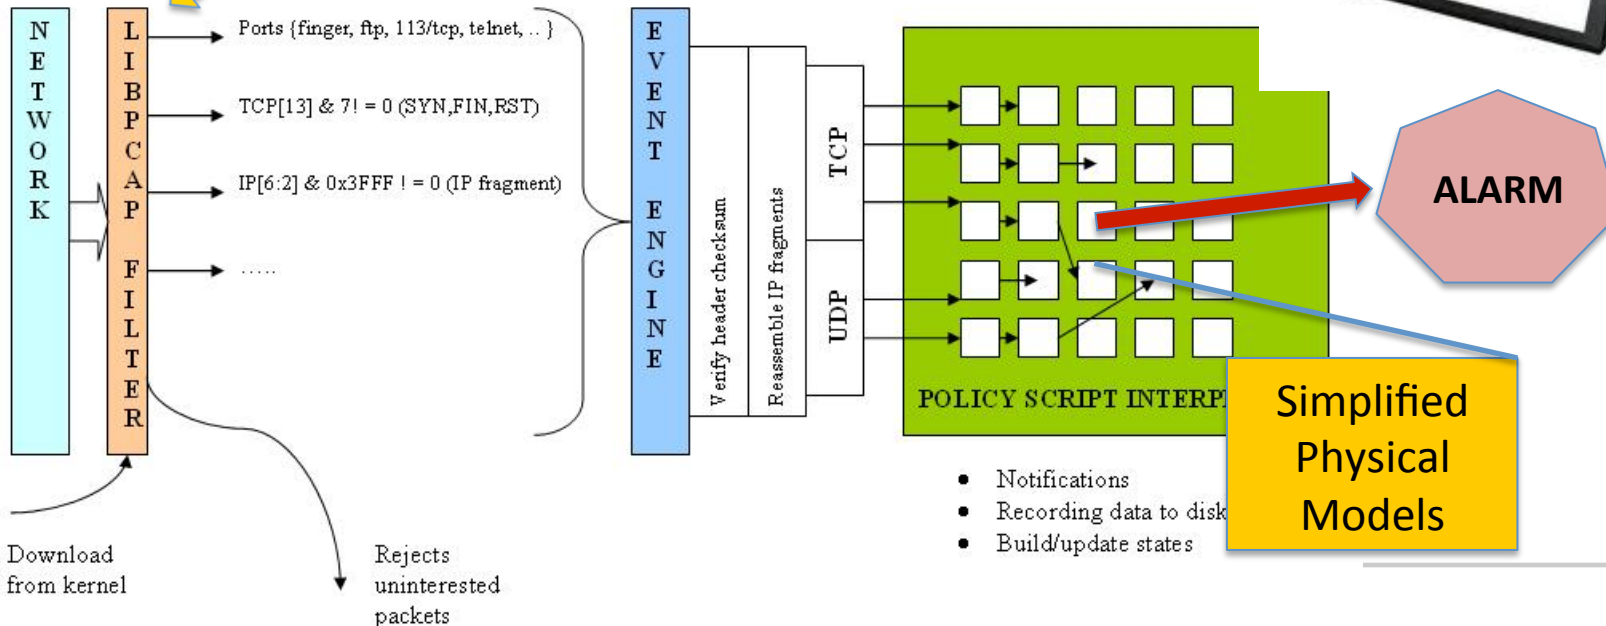 NETWORK
LIBPCAP FILTER
Ports {finger, ftp, 113/tcp, telnet, .. }
TCP[13] & 7! = 0 (SYN,FIN,RST)
IP[6:2] & 0x3FFF ! = 0 (IP fragment)
.....
EVENT ENGINE
Verify header checksum
Reassemble IP fragments
TCP
UDP
POLICY SCRIPT
ALARM
Simplified
Physical
Models
Notifications
Recording data to disk
Build/update states
Download
from kernel
Rejects
uninterested
packets